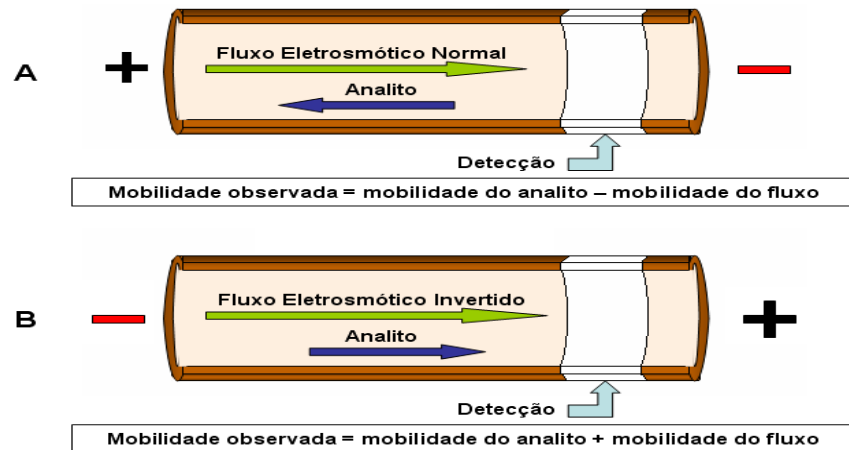 A
+
Fluxo Eletrosmótico Normal
Analito
Detecção
Mobilidade observada = mobilidade do analito – mobilidade do fluxo
B
Fluxo Eletrosmótico Invertido
+
Analito
Detecção
Mobilidade observada = mobilidade do analito + mobilidade do fluxo